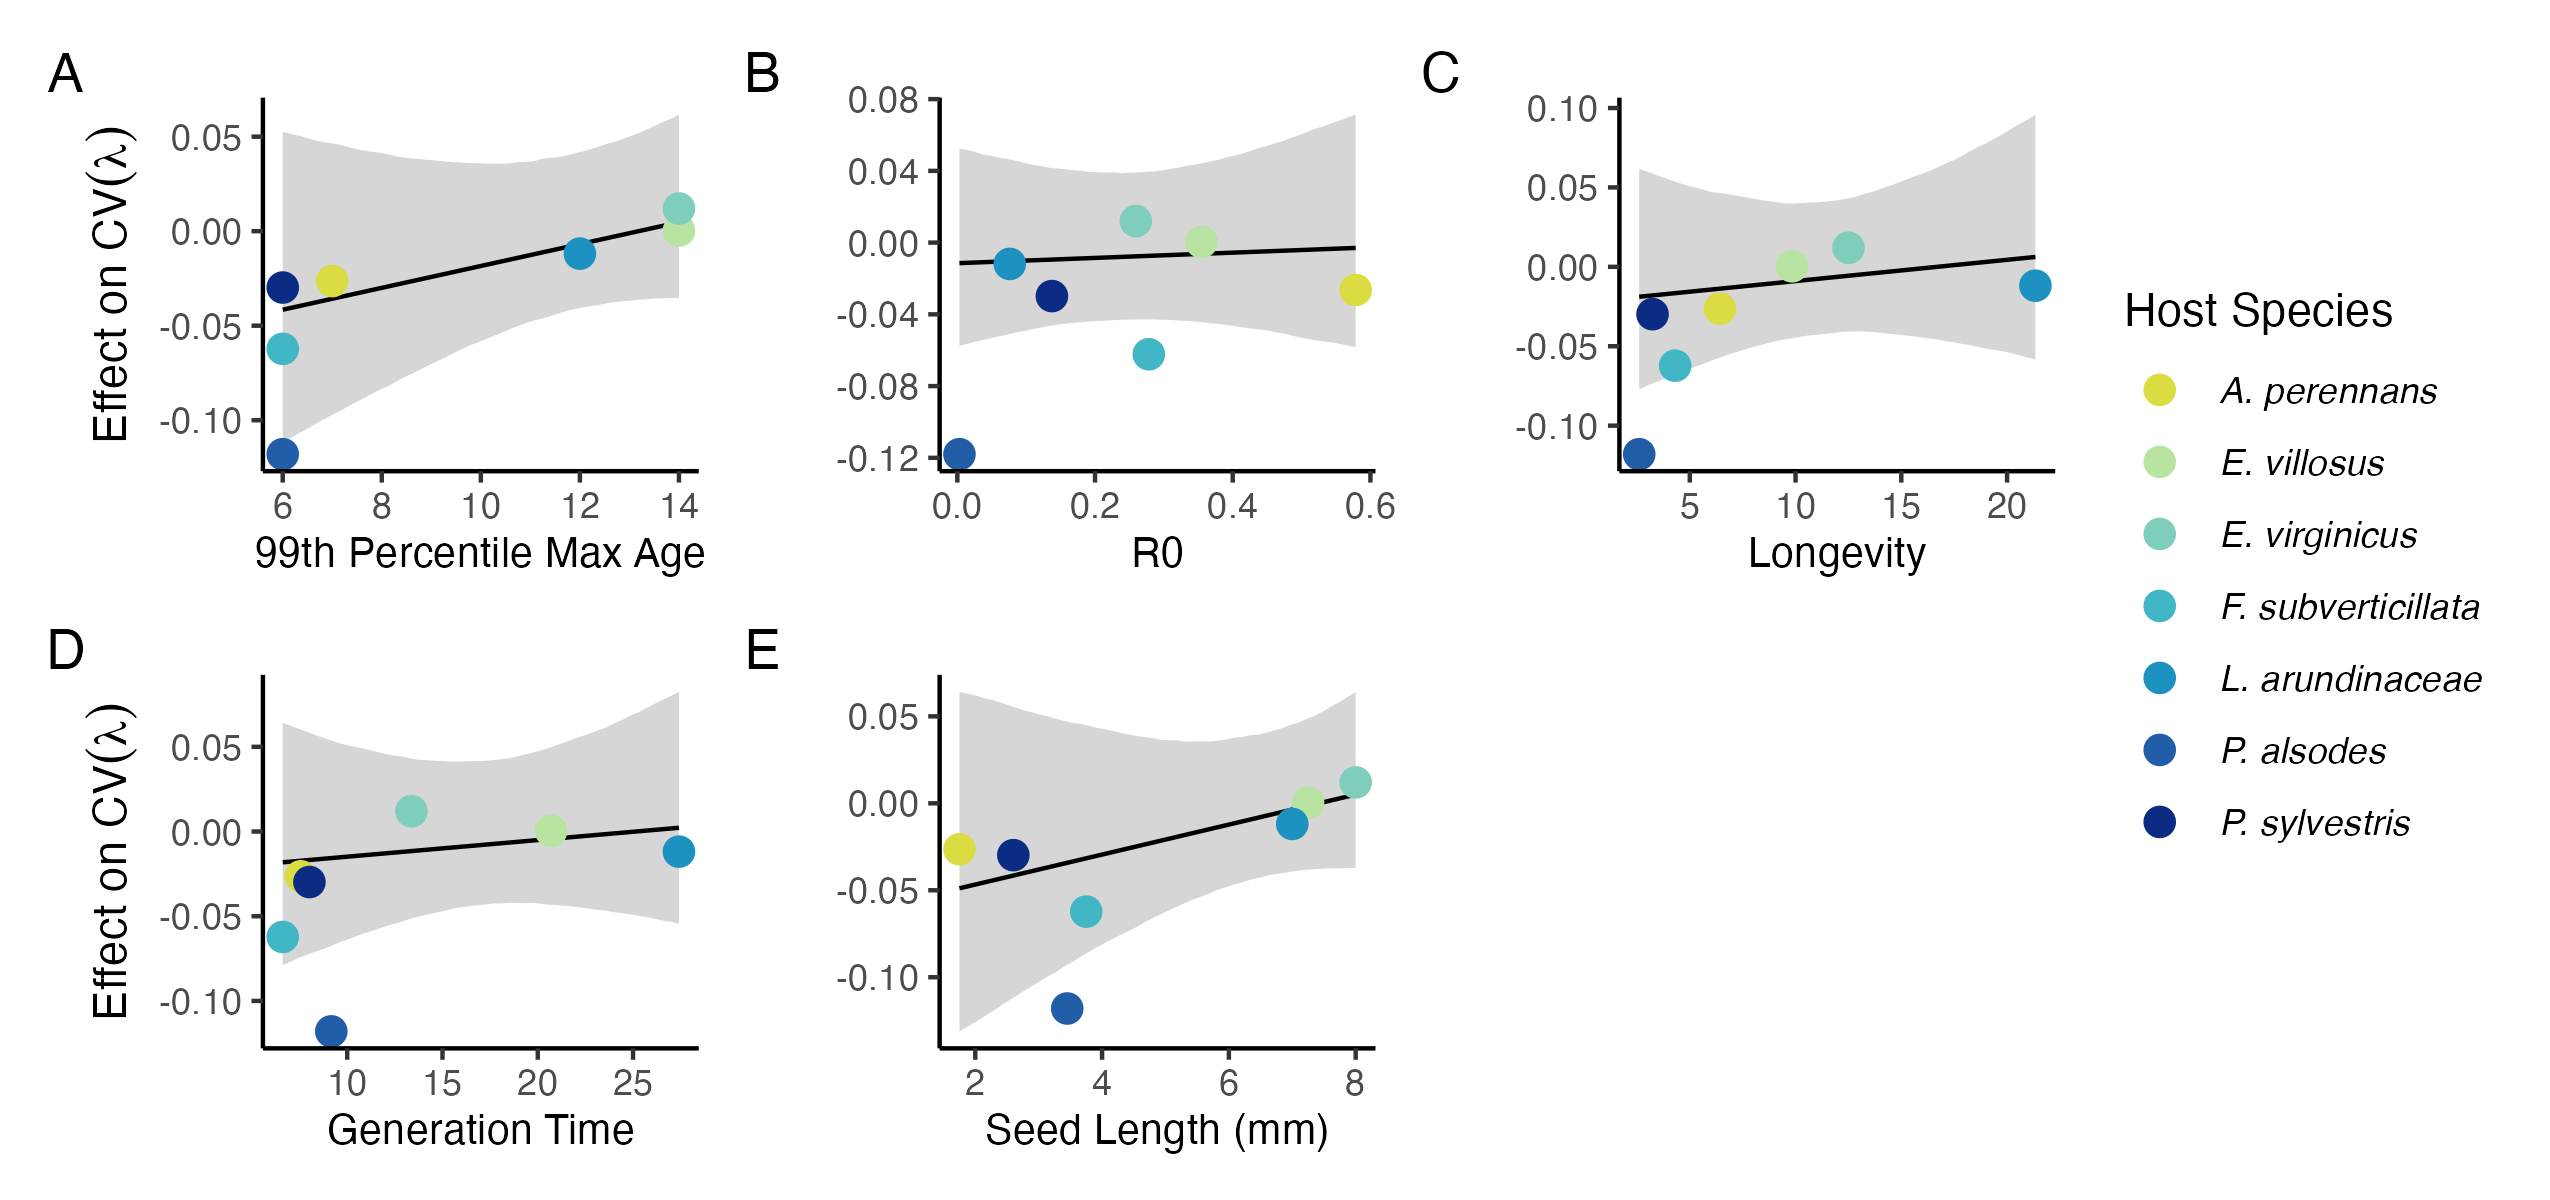 A
Effect on CV(λ)
0.05
0.00
-0.05
-0.10
6 8 10 12 14
99th Percentile Max Age
B
0.08
0.04
0.00
-0.04
-0.08
-0.12
0.0 0.2 0.4 0.6
R0
C
0.10
0.05
0.00
-0.05
-0.10
5 10 15 20
Longevity
D
Effect on CV(λ)
0.05
0.00
-0.05
-0.10
10 15 20 25
Generation Time
E
0.05
0.00
-0.05
-0.10
2 4 6 8
Seed Length (mm)
Host Species
A. perennans
E. villosus
E. virginicus
F. subverticillata
L. arundinaceae
P. alsodes
P. sylvestris